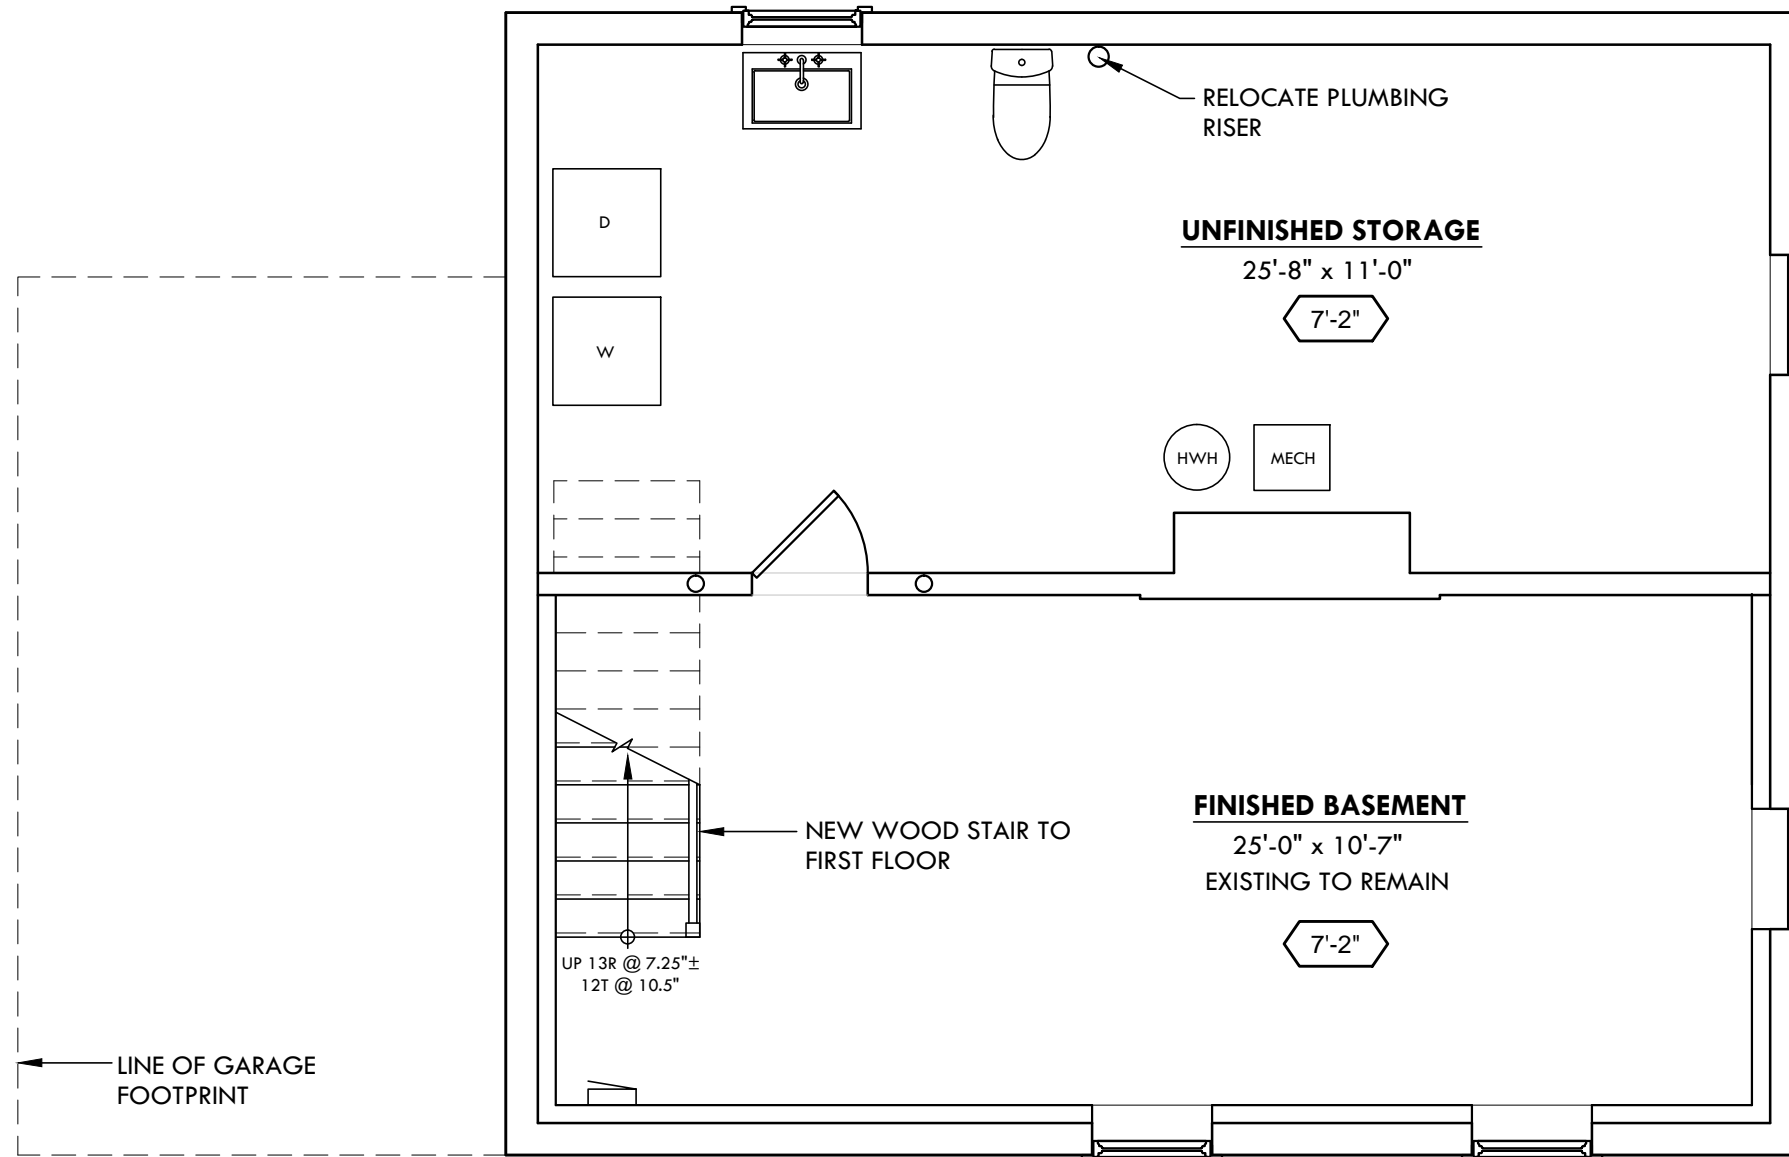 RELOCATE PLUMBING
RISER
D
UNFINISHED STORAGE
25'-8" x 11'-0"
7'-2"
W
HWH
MECH
FINISHED BASEMENT
25'-0" x 10'-7"
EXISTING TO REMAIN
7'-2"
NEW WOOD STAIR TO
FIRST FLOOR
UP 13R @ 7.25"±
12T @ 10.5"
LINE OF GARAGE
FOOTPRINT